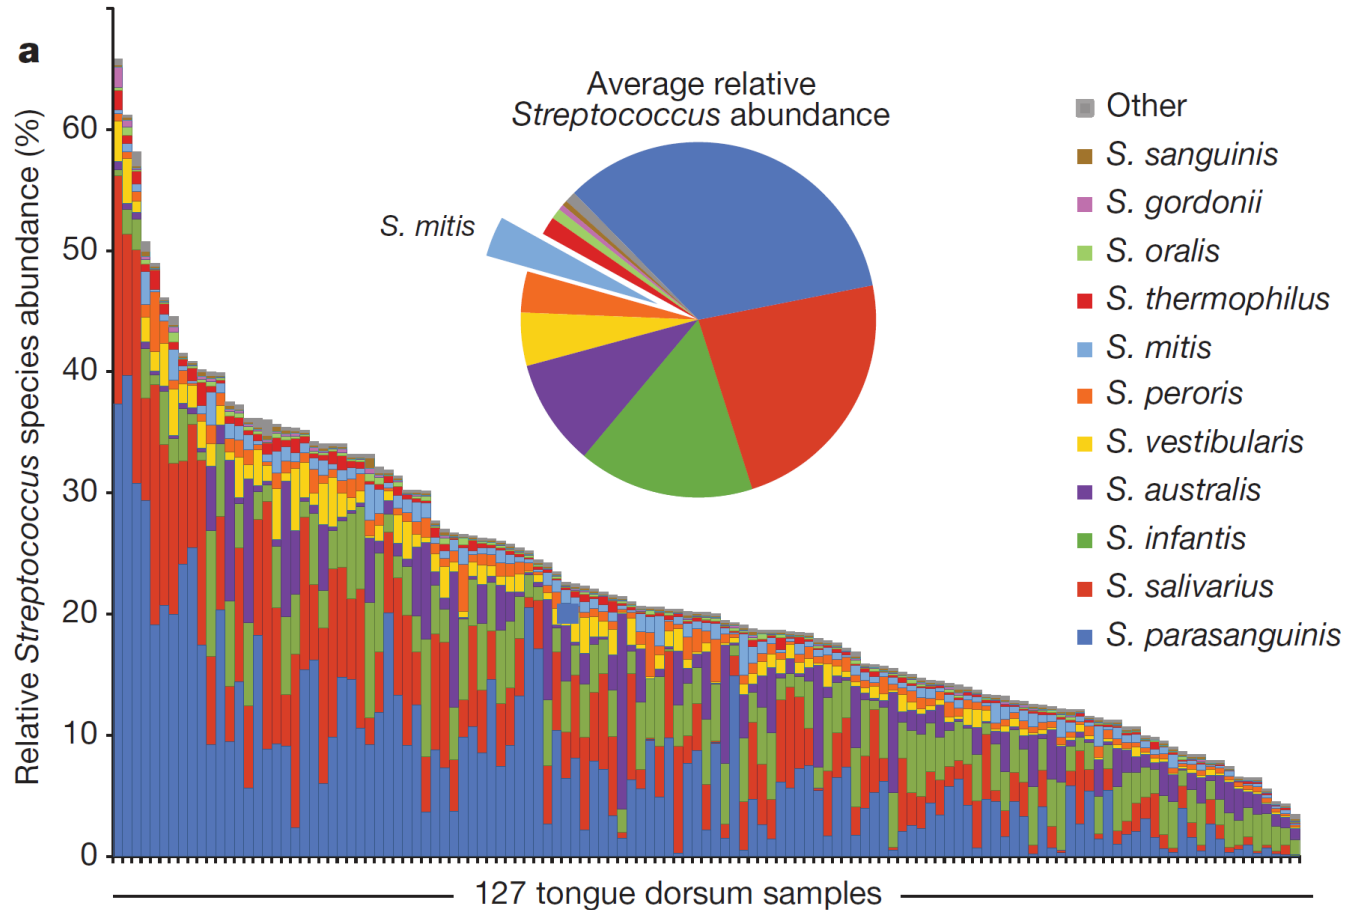 a
Relative Streptococcus species abundance (%)
60
50
40
30
20
10
0
Average relative
Streptococcus abundance
S. mitis
Other
S. sanguinis
S. gordonii
S. oralis
S. thermophilus
S. mitis
S. peroris
S. vestibularis
S. australis
S. infantis
S. salivarius
S. parasanguinis
127 tongue dorsum samples